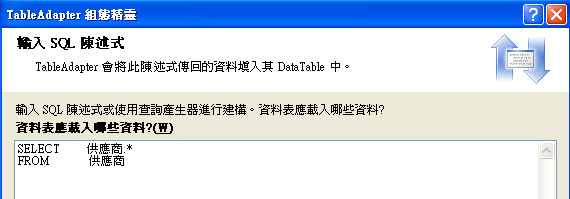 TableAdapter 組態精靈
輸入 SQL 陳述式
TableAdapter 會將此陳述式傳回的資料填入其 DataTable 中。
輸入 SQL 陳述式或使用查詢產生器進行建構。資料表應載入哪些資料?
資料表應載入哪些資料?(W)
SELECT 供應商.*
FROM 供應商